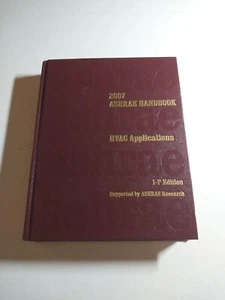 2007
ASHRAE HANDBOOK
HVAC Applications
I-P Edition
Supported by ASHRAE Research